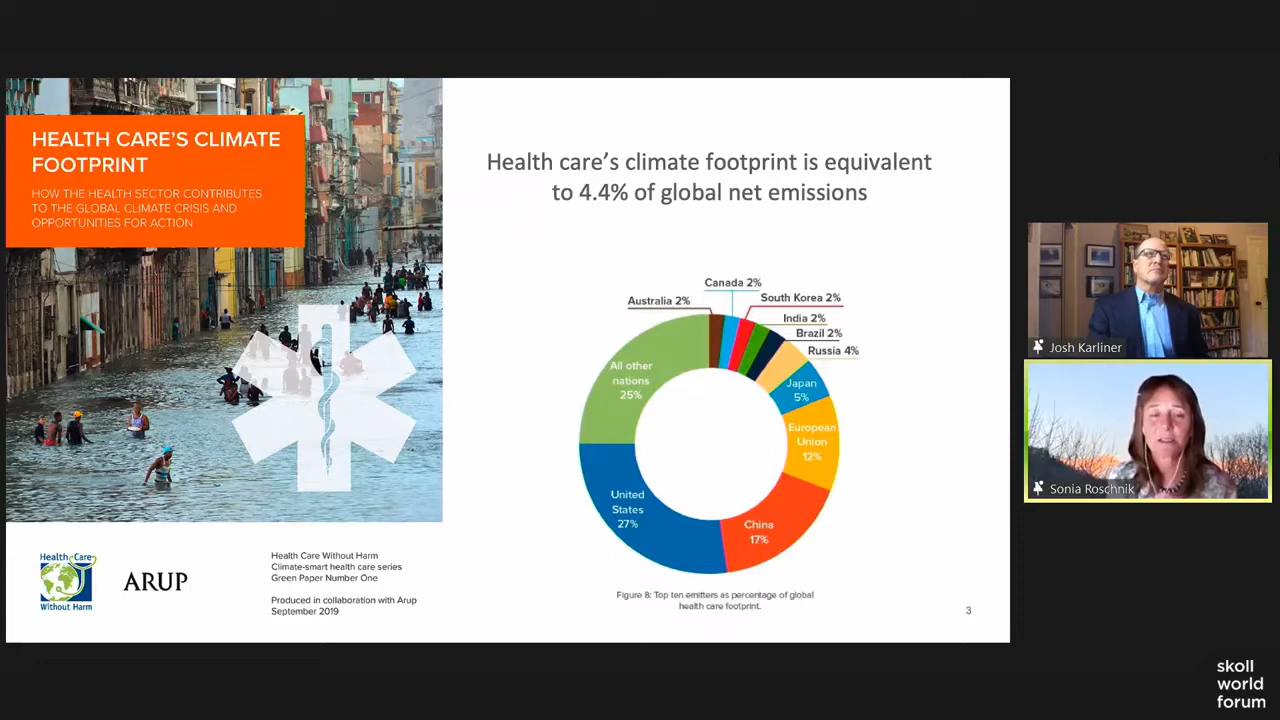 HEALTH CARE'S CLIMATE
FOOTPRINT
HOW THE HEALTH SECTOR CONTRIBUTES
TO THE GLOBAL CLIMATE CRISIS AND
OPPORTUNITIES FOR ACTION
Health Care
Without Harm
ARUP
Health Care Without Harm
Climate-smart health care series
Green Paper Number One
Produced in collaboration with Arup
September 2019
Health care's climate footprint is equivalent
to 4.4% of global net emissions
Canada 2%
Australia 2%
South Korea 2%
India 2%
Brazil 2%
Russia 4%
Japan
5%
European
Union
12%
China
17%
United
States
27%
All other
nations
25%
Figure 8: Top ten emitters as percentage of global
health care footprint.
3
Josh Karliner
Sonia Roschnik
skoll
world
forum